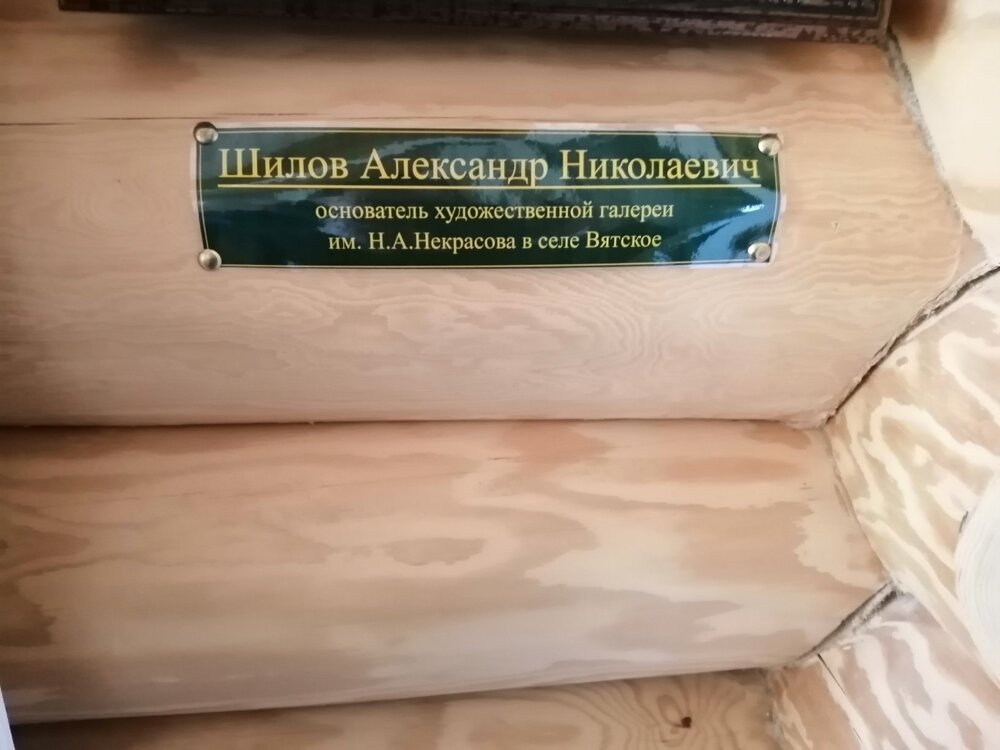 Шилов Александр Николаевич
основатель художественной галереи
им. Н.А.Некрасова в селе Вятское